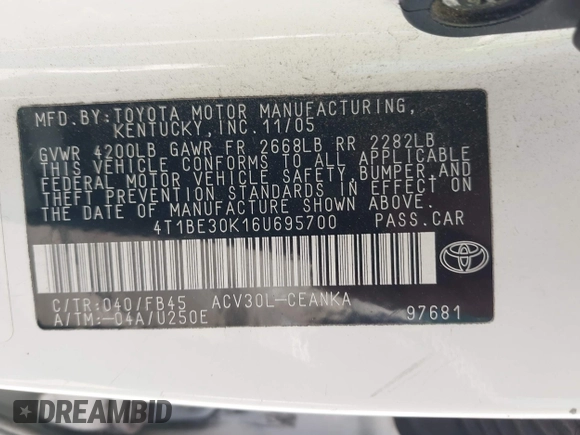 MFD. BY: TOYOTA MOTOR MANUFACTURING,
KENTUCKY, INC. 11/05
GVWR 4200LB GAWR FR 2668LB RR 2282LB
THIS VEHICLE CONFORMS TO ALL APPLICABLE
FEDERAL MOTOR VEHICLE SAFETY, BUMPER, AND
THEFT PREVENTION STANDARDS IN EFFECT ON
THE DATE OF MANUFACTURE SHOWN ABOVE.
4T1BE30K16U695700 PASS. CAR
C/TR:040/FB45 ACV30L-CEANKA
A/TM:-04A/U250E 97681
TOYOTA
DREAMBID